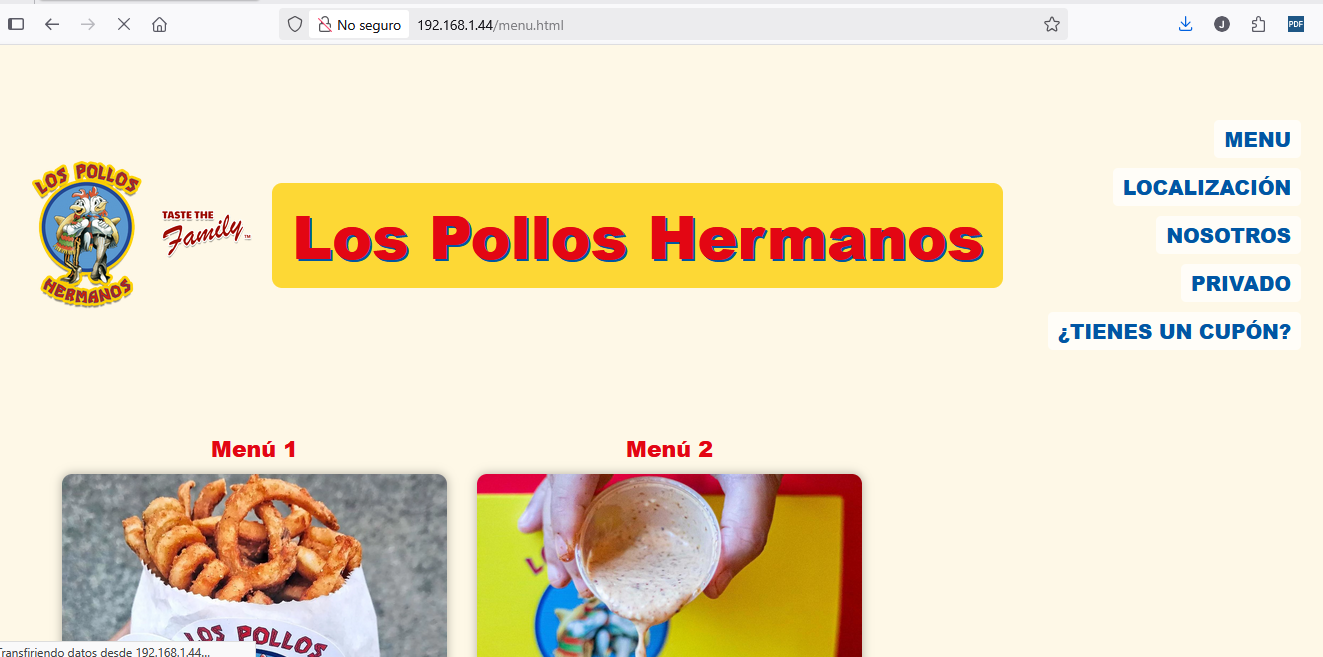 No seguro
192.168.1.44/menu.html
J
PDF
LOS POLLOS
HERMANOS
TASTE THE
Family™
Los Pollos Hermanos
MENU
LOCALIZACIÓN
NOSOTROS
PRIVADO
¿TIENES UN CUPÓN?
Menú 1
Menú 2
LOS POLLOS
Transfiriendo datos desde 192.168.1.44...